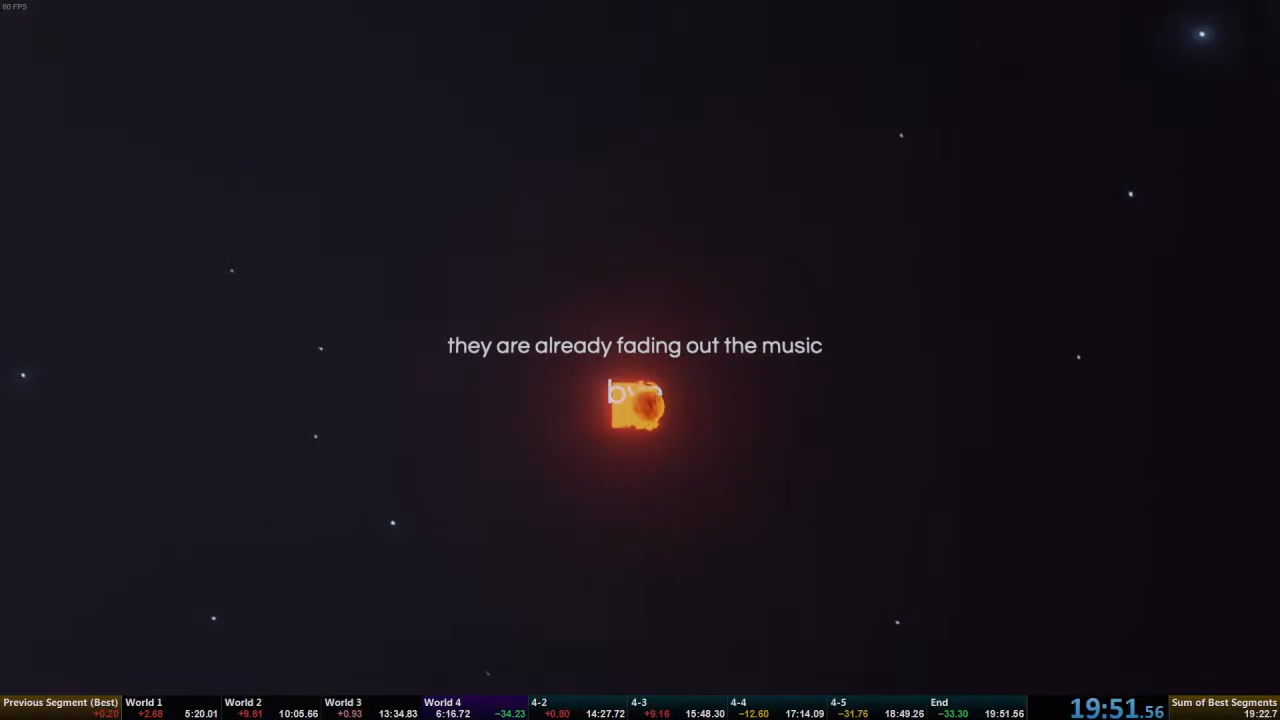 60 FPS
they are already fading out the music
bye
Previous Segment (Best) World 1 World 2 World 3 World 4 4-2 4-3 4-4 4-5 End 19:51.56 Sum of Best Segments
+0.20 +2.68 5:20.01 +9.81 10:05.66 +0.93 13:34.83 6:16.72 −34.23 +0.80 14:27.72 +9.16 15:48.30 −12.60 17:14.09 −31.76 18:49.26 −33.30 19:51.56 19:22.7